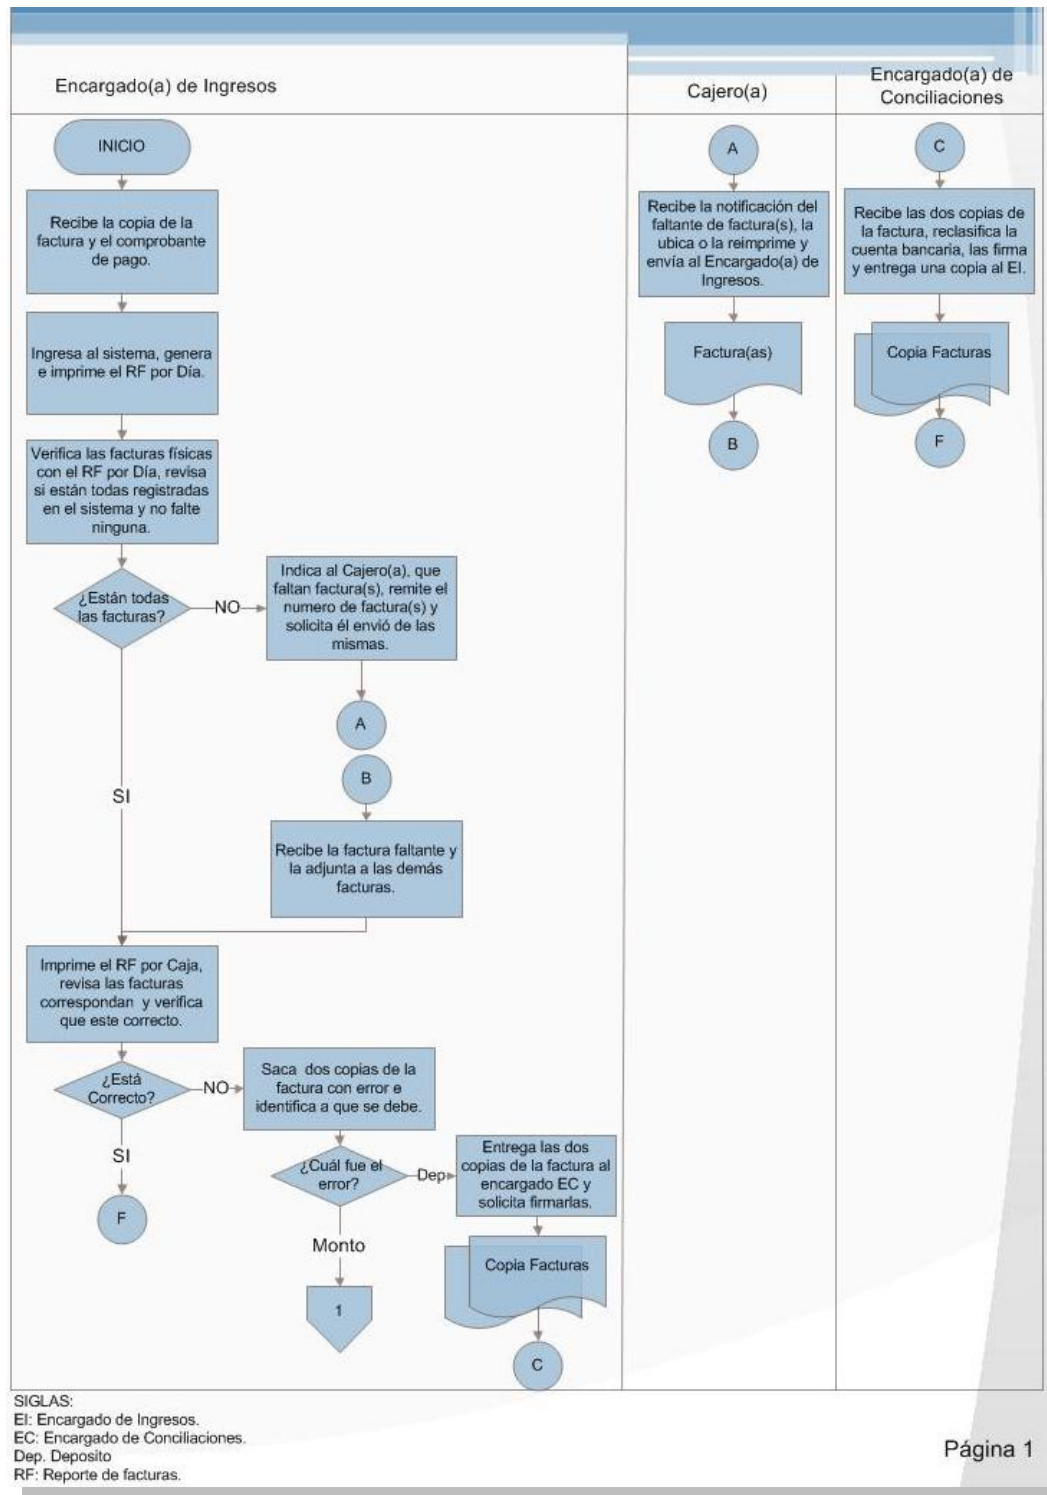 Encargado(a) de Ingresos
Cajero(a)
Encargado(a) de
Conciliaciones
INICIO
Recibe la copia de la
factura y el comprobante
de pago.
Ingresa al sistema, genera
e imprime el RF por Día.
Verifica las facturas físicas
con el RF por Día, revisa
si están todas registradas
en el sistema y no falte
ninguna.
¿Están todas
las facturas?
NO
Indica al Cajero(a), que
faltan factura(s), remite el
numero de factura(s) y
solicita él envió de las
mismas.
A
B
SI
Recibe la factura faltante y
la adjunta a las demás
facturas.
Imprime el RF por Caja,
revisa las facturas
correspondan y verifica
que este correcto.
¿Está
Correcto?
NO
Saca dos copias de la
factura con error e
identifica a que se debe.
SI
F
¿Cuál fue el
error?
Dep
Entrega las dos
copias de la factura al
encargado EC y
solicita firmarlas.
Monto
1
Copia Facturas
C
A
Recibe la notificación del
faltante de factura(s), la
ubica o la reimprime y
envía al Encargado(a) de
Ingresos.
Factura(as)
B
C
Recibe las dos copias de
la factura, reclasifica la
cuenta bancaria, las firma
y entrega una copia al EI.
Copia Facturas
F
SIGLAS:
EI: Encargado de Ingresos.
EC: Encargado de Conciliaciones.
Dep. Deposito
RF: Reporte de facturas.
Página 1